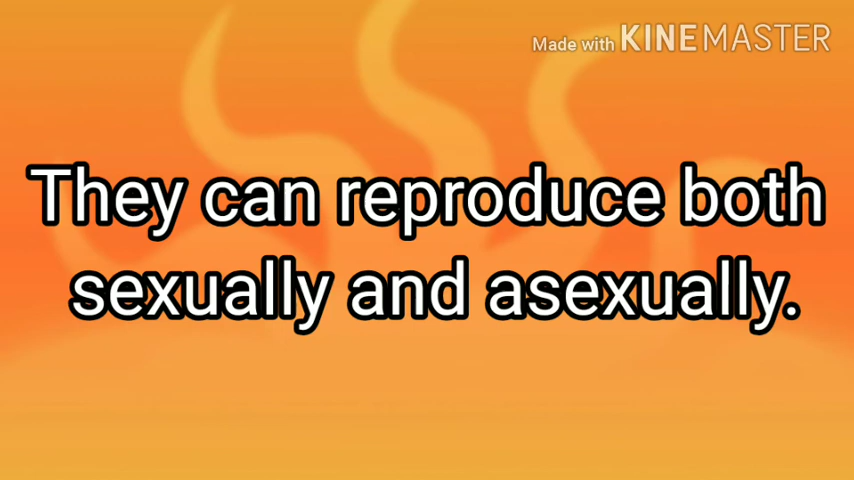 Made with KINEMASTER
They can reproduce both
sexually and asexually.